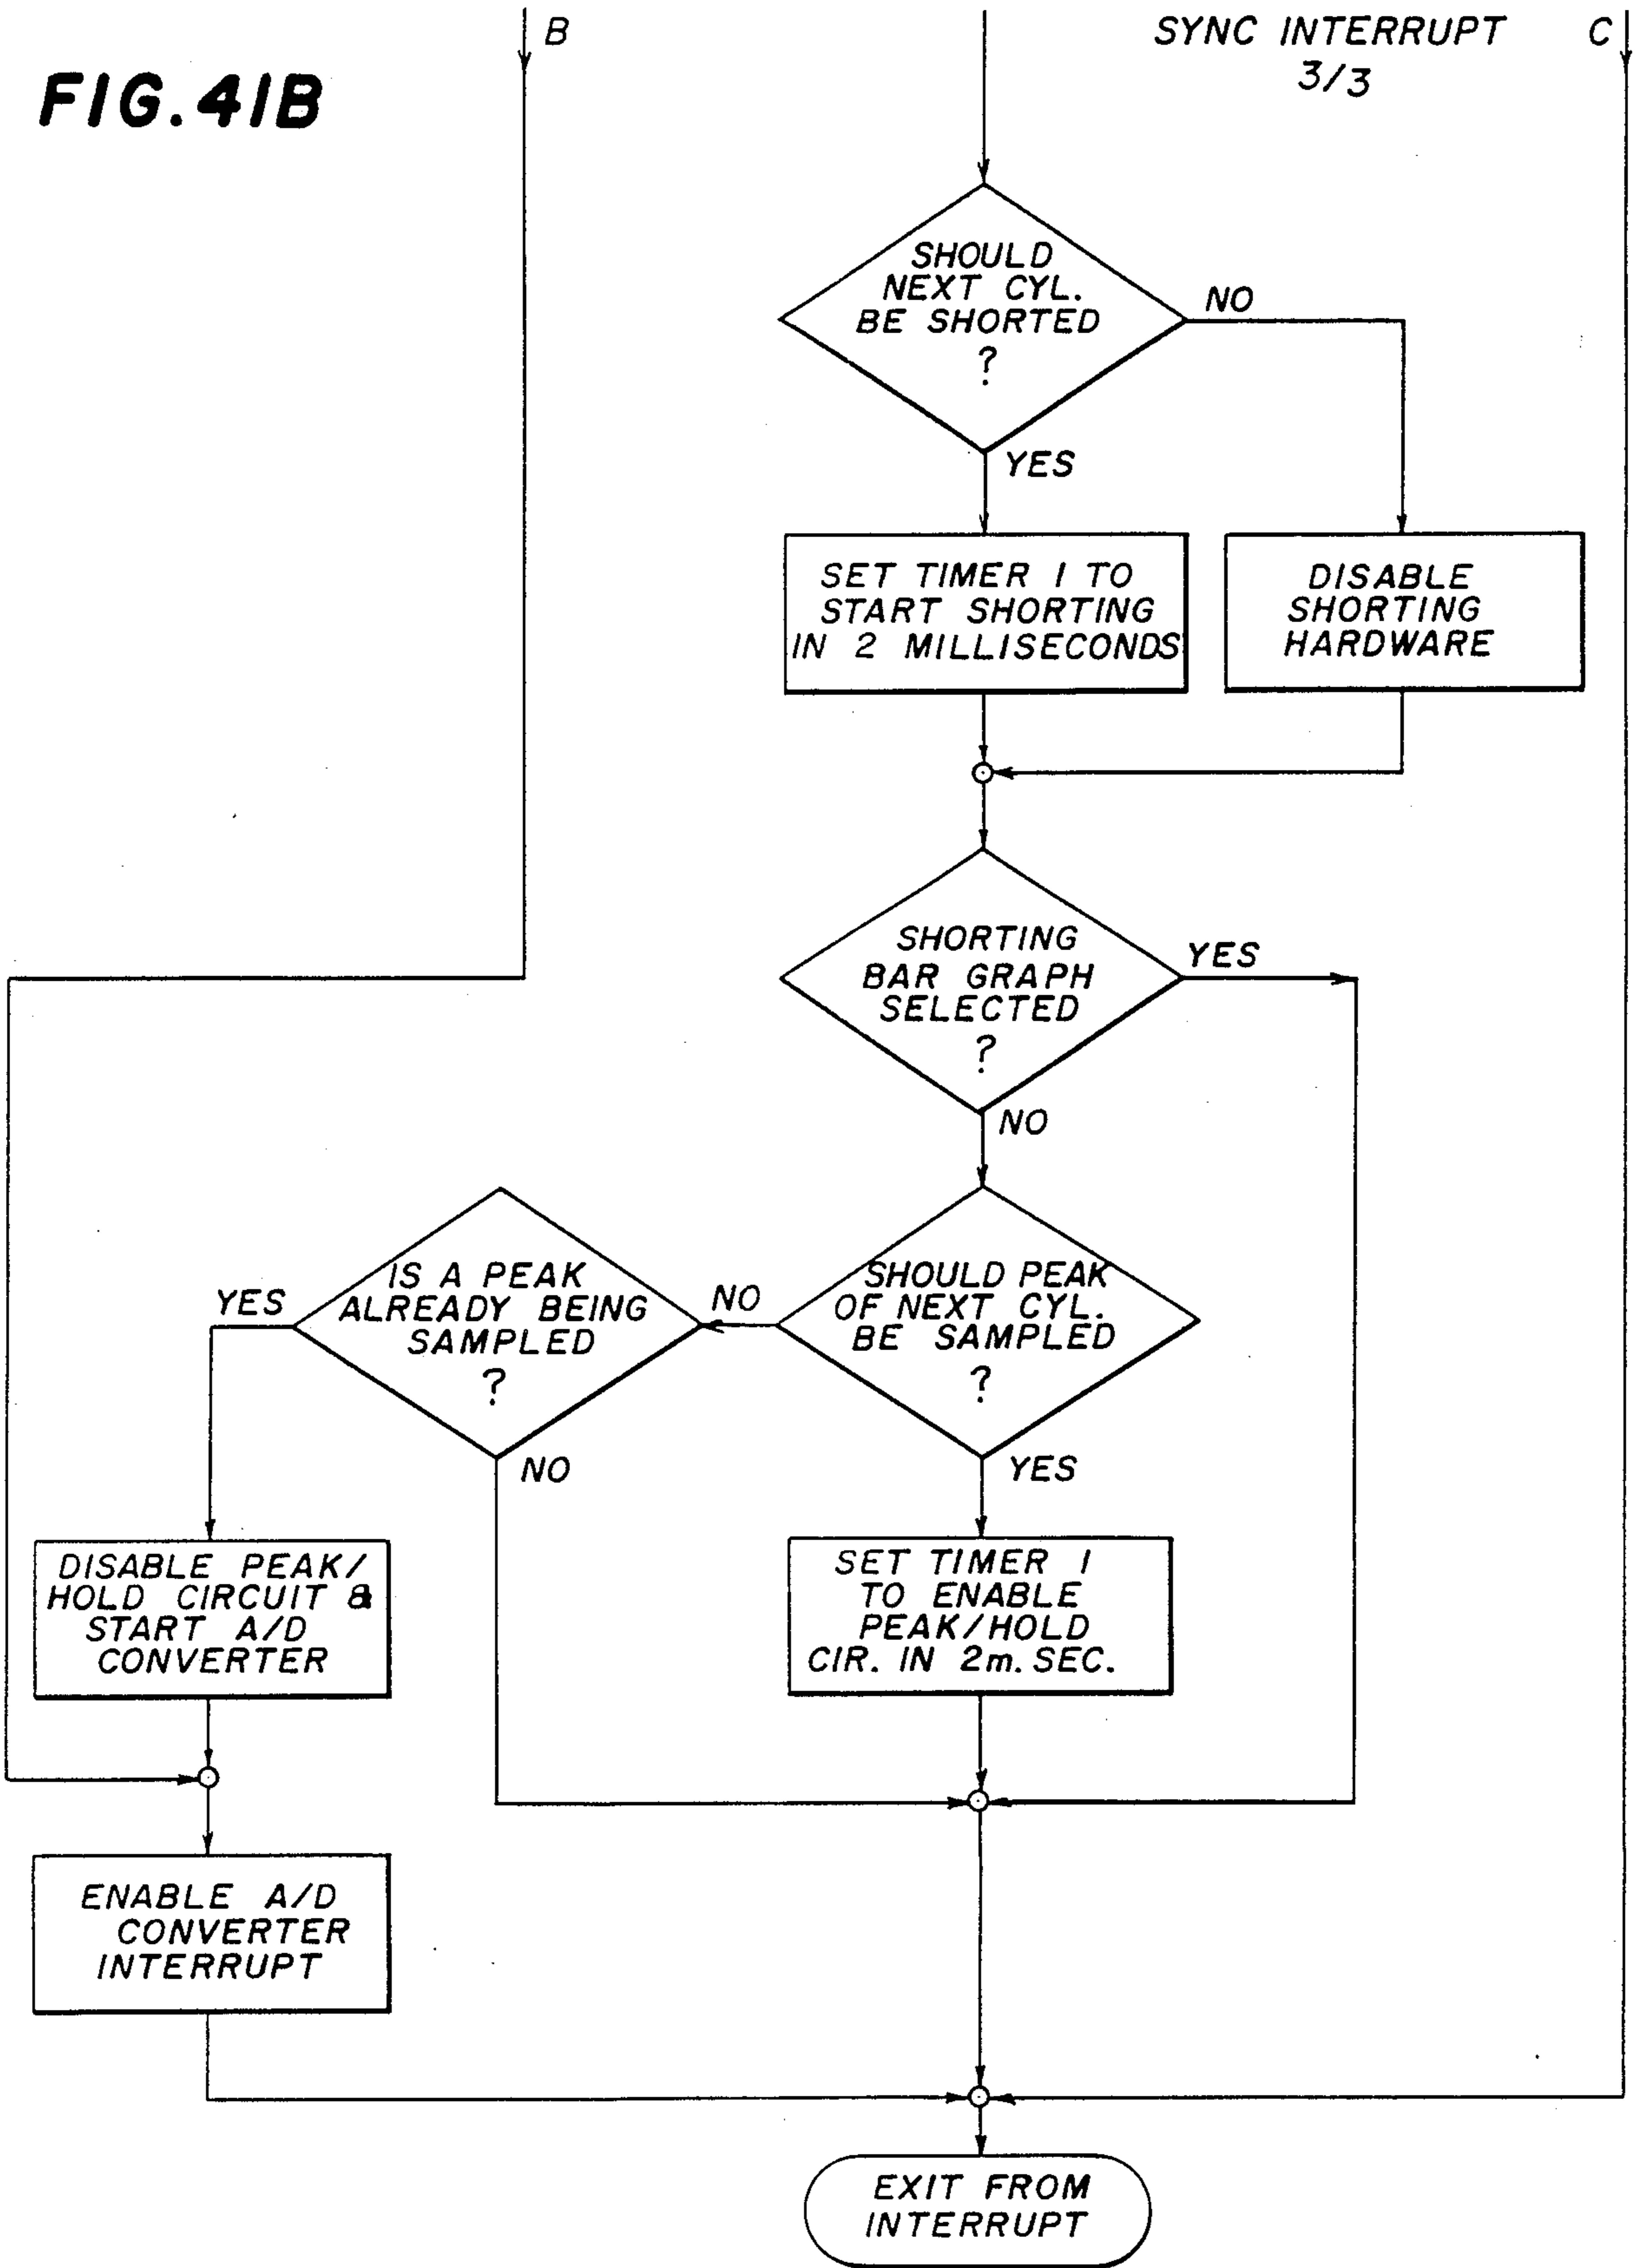 B
SYNC INTERRUPT
3/3
C
FIG.41B
SHOULD
NEXT CYL.
BE SHORTED
?
NO
YES
SET TIMER 1 TO
START SHORTING
IN 2 MILLISECONDS
DISABLE
SHORTING
HARDWARE
SHORTING
BAR GRAPH
SELECTED
?
YES
NO
IS A PEAK
ALREADY BEING
SAMPLED
?
YES
NO
SHOULD PEAK
OF NEXT CYL.
BE SAMPLED
?
NO
YES
DISABLE PEAK/
HOLD CIRCUIT &
START A/D
CONVERTER
SET TIMER 1
TO ENABLE
PEAK/HOLD
CIR. IN 2m. SEC.
ENABLE A/D
CONVERTER
INTERRUPT
EXIT FROM
INTERRUPT